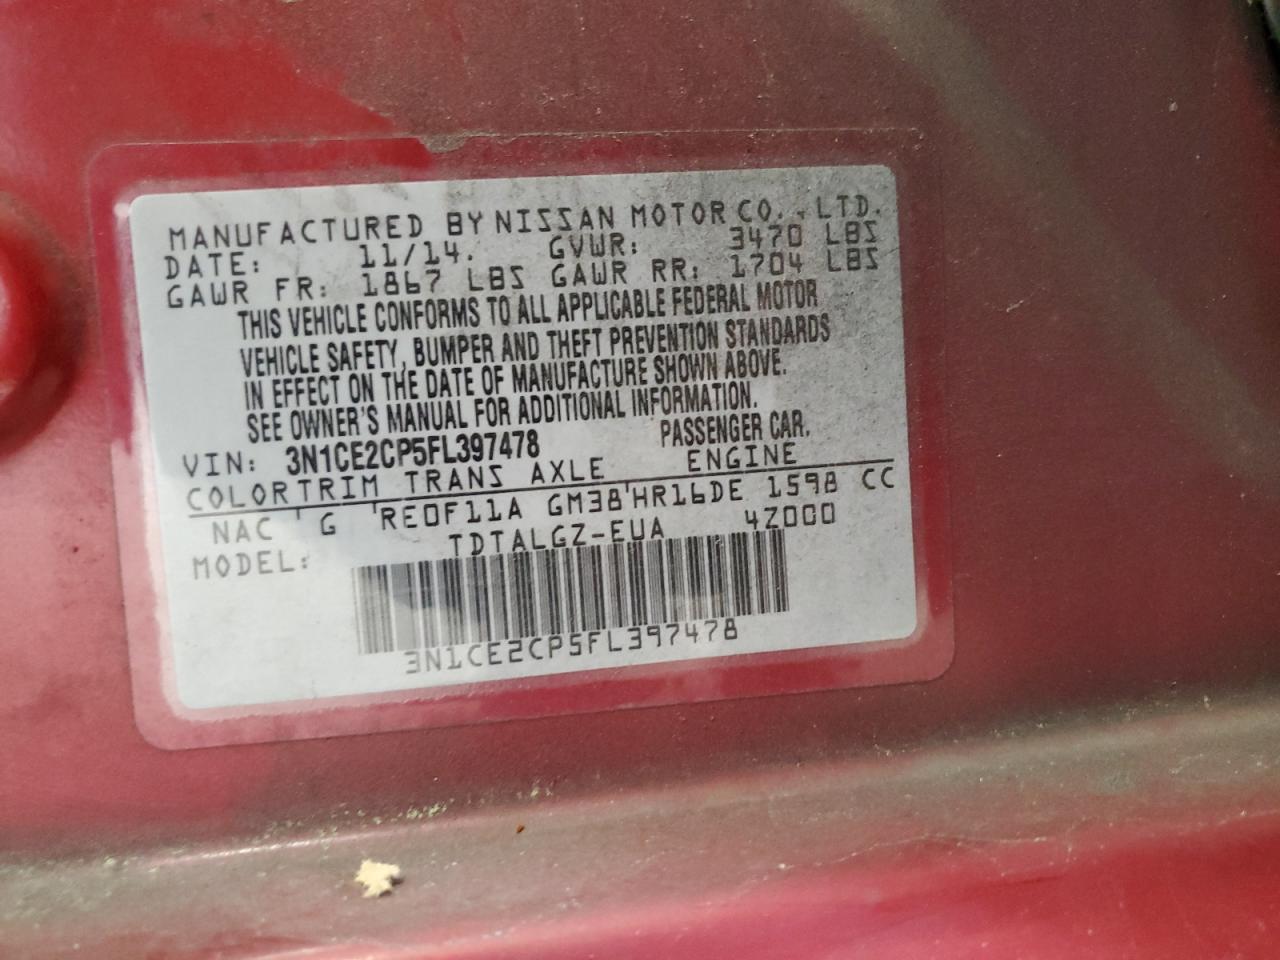 MANUFACTURED BY NISSAN MOTOR CO., LTD.
DATE: 11/14. GVWR: 3470 LBS
GAWR FR: 1867 LBS GAWR RR: 1704 LBS
THIS VEHICLE CONFORMS TO ALL APPLICABLE FEDERAL MOTOR
VEHICLE SAFETY, BUMPER AND THEFT PREVENTION STANDARDS
IN EFFECT ON THE DATE OF MANUFACTURE SHOWN ABOVE.
SEE OWNER'S MANUAL FOR ADDITIONAL INFORMATION.
VIN: 3N1CE2CP5FL397478 PASSENGER CAR.
COLOR TRIM TRANS AXLE ENGINE
NAC G RE0F11A GM38 HR16DE 1598 CC
MODEL: TDTALGZ-EUA 4Z000
3N1CE2CP5FL397478